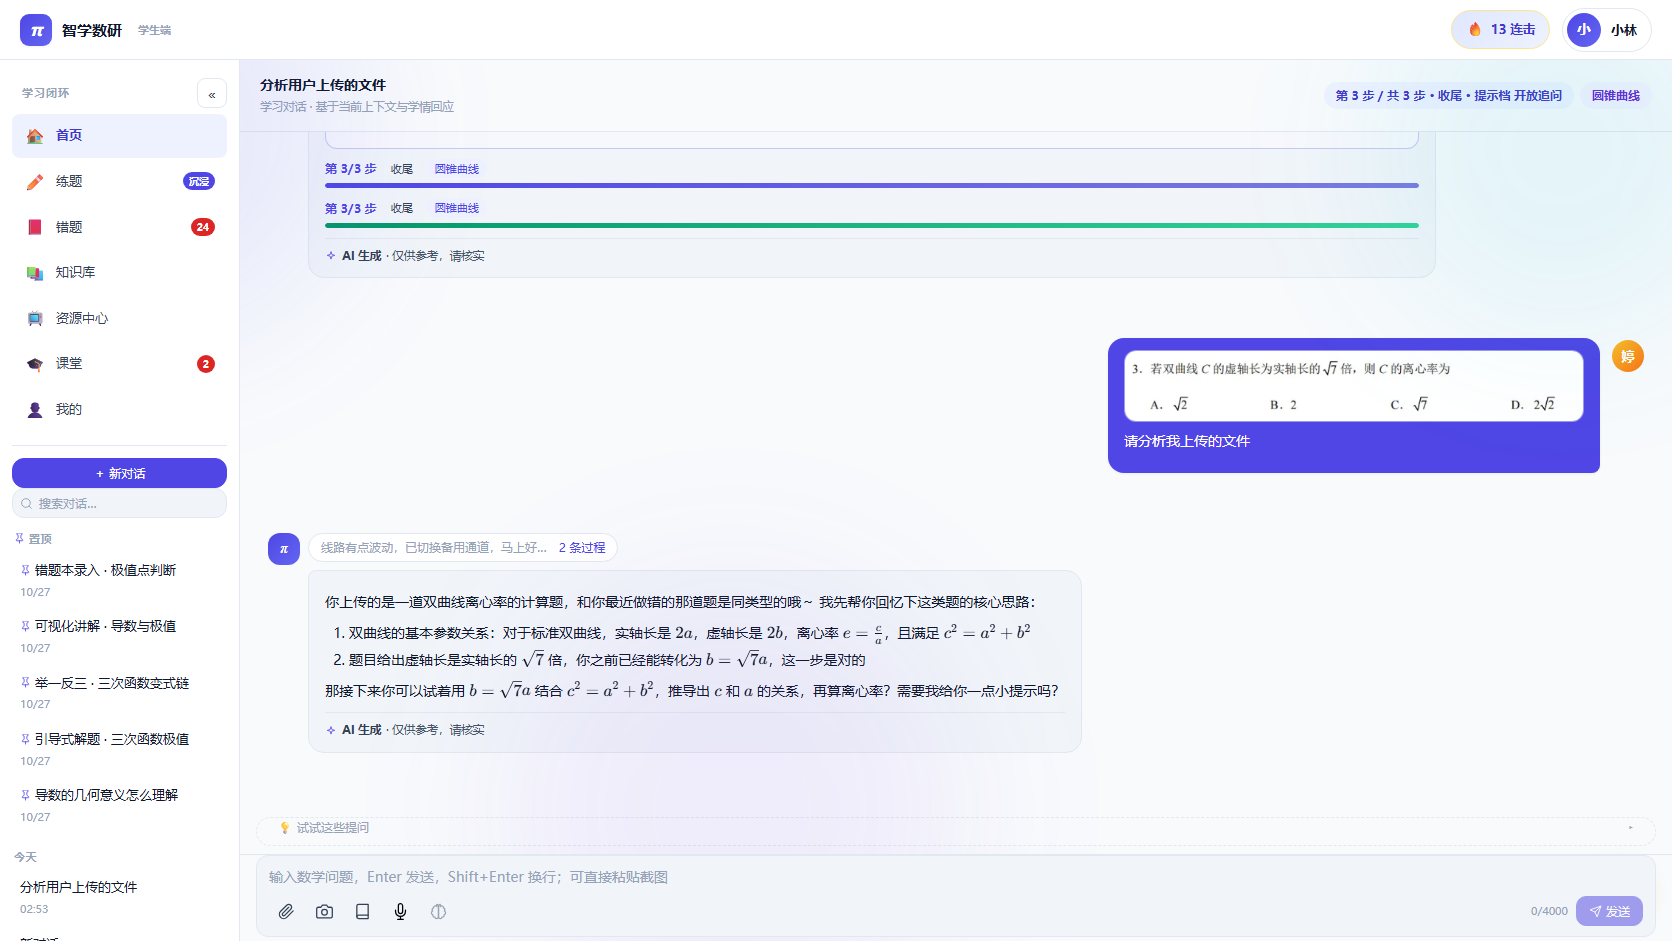 π 智学数研 学生端
🔥 13 连击
小 小林
学习闭环 «
首页
练题 沉浸
错题 24
知识库
资源中心
课堂 2
我的
+ 新对话
搜索对话...
置顶
错题本录入 · 极值点判断
10/27
可视化讲解 · 导数与极值
10/27
举一反三 · 三次函数变式链
10/27
引导式解题 · 三次函数极值
10/27
导数的几何意义怎么理解
10/27
今天
分析用户上传的文件
02:53
分析用户上传的文件
学习对话 · 基于当前上下文与学情回应
第 3 步 / 共 3 步 • 收尾 • 提示档 开放追问 圆锥曲线
第 3/3 步 收尾 圆锥曲线
第 3/3 步 收尾 圆锥曲线
AI 生成 · 仅供参考，请核实
婷
3. 若双曲线 C 的虚轴长为实轴长的 √7 倍，则 C 的离心率为
A. √2 B. 2 C. √7 D. 2√2
请分析我上传的文件
π 线路有点波动，已切换备用通道，马上好... 2 条过程
你上传的是一道双曲线离心率的计算题，和你最近做错的那道题是同类型的哦～ 我先帮你回忆下这类题的核心思路：
1. 双曲线的基本参数关系：对于标准双曲线，实轴长是 2a，虚轴长是 2b，离心率 e = c/a，且满足 c² = a² + b²
2. 题目给出虚轴长是实轴长的 √7 倍，你之前已经能转化为 b = √7a，这一步是对的
那接下来你可以试着用 b = √7a 结合 c² = a² + b²，推导出 c 和 a 的关系，再算离心率？需要我给你一点小提示吗？
AI 生成 · 仅供参考，请核实
试试这些提问
输入数学问题，Enter 发送，Shift+Enter 换行；可直接粘贴截图
0/4000 发送